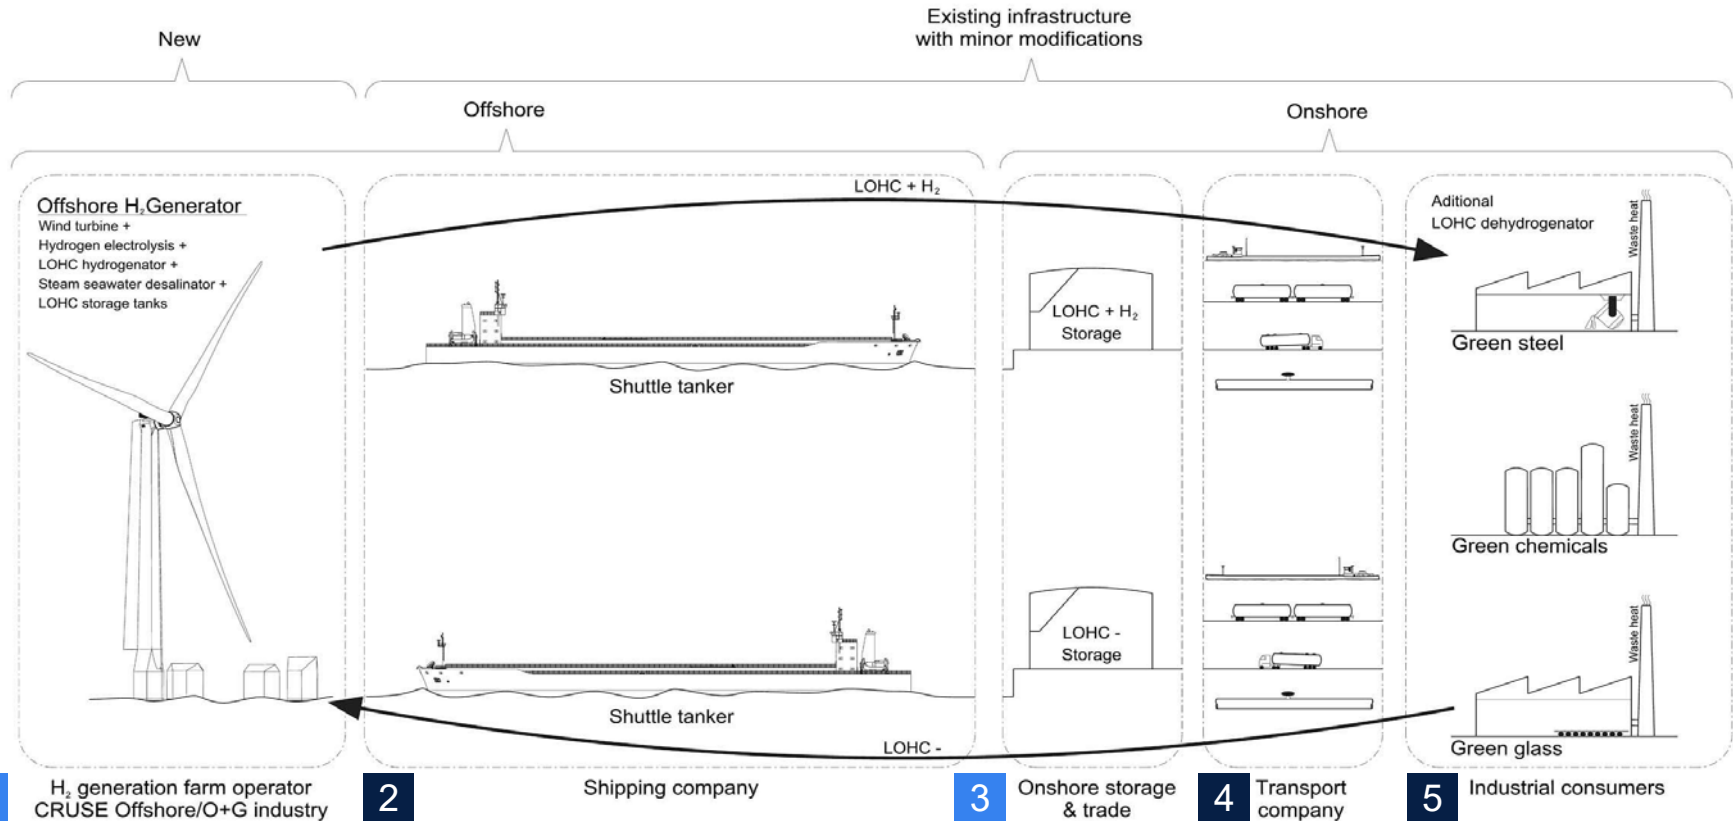 New
Existing infrastructure
with minor modifications
Offshore
Onshore
Offshore H₂Generator
Wind turbine +
Hydrogen electrolysis +
LOHC hydrogenator +
Steam seawater desalinator +
LOHC storage tanks
LOHC + H₂
Shuttle tanker
LOHC + H₂
Storage
Aditional
LOHC dehydrogenator
Waste heat
Green steel
Waste heat
Green chemicals
Shuttle tanker
LOHC -
Storage
Waste heat
Green glass
LOHC -
H₂ generation farm operator
CRUSE Offshore/O+G industry
2
Shipping company
3
Onshore storage
& trade
4
Transport
company
5
Industrial consumers